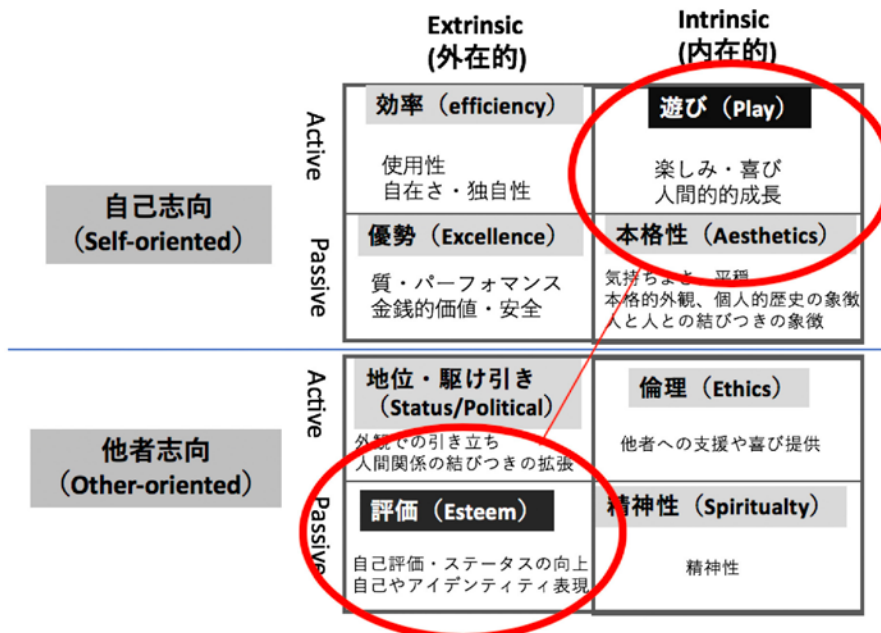 Extrinsic
(外在的)
Intrinsic
(内在的)
Active
効率（efficiency）
使用性
自在さ・独自性
遊び（Play）
楽しみ・喜び
人間的的成長
自己志向
（Self-oriented）
Passive
優勢（Excellence）
質・パフォーマンス
金銭的価値・安全
本格性（Aesthetics）
気持ちよさ、平穏
本格的外観、個人的歴史の象徴
人と人との結びつきの象徴
Active
地位・駆け引き
（Status/Political）
外観での引き立ち
人間関係の結びつきの拡張
倫理（Ethics）
他者への支援や喜び提供
他者志向
（Other-oriented）
Passive
評価（Esteem）
自己評価・ステータスの向上
自己やアイデンティティ表現
精神性（Spiritualty）
精神性